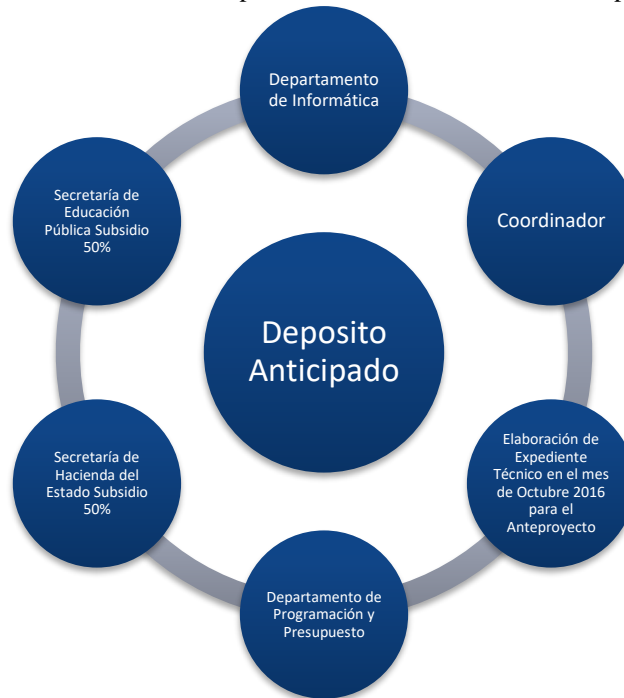 Departamento
de Informática
Coordinador
Elaboración de
Expediente
Técnico en el mes
de Octubre 2016
para el
Anteproyecto
Departamento de
Programación y
Presupuesto
Secretaría de
Hacienda del
Estado Subsidio
50%
Secretaría de
Educación
Pública Subsidio
50%
Deposito
Anticipado